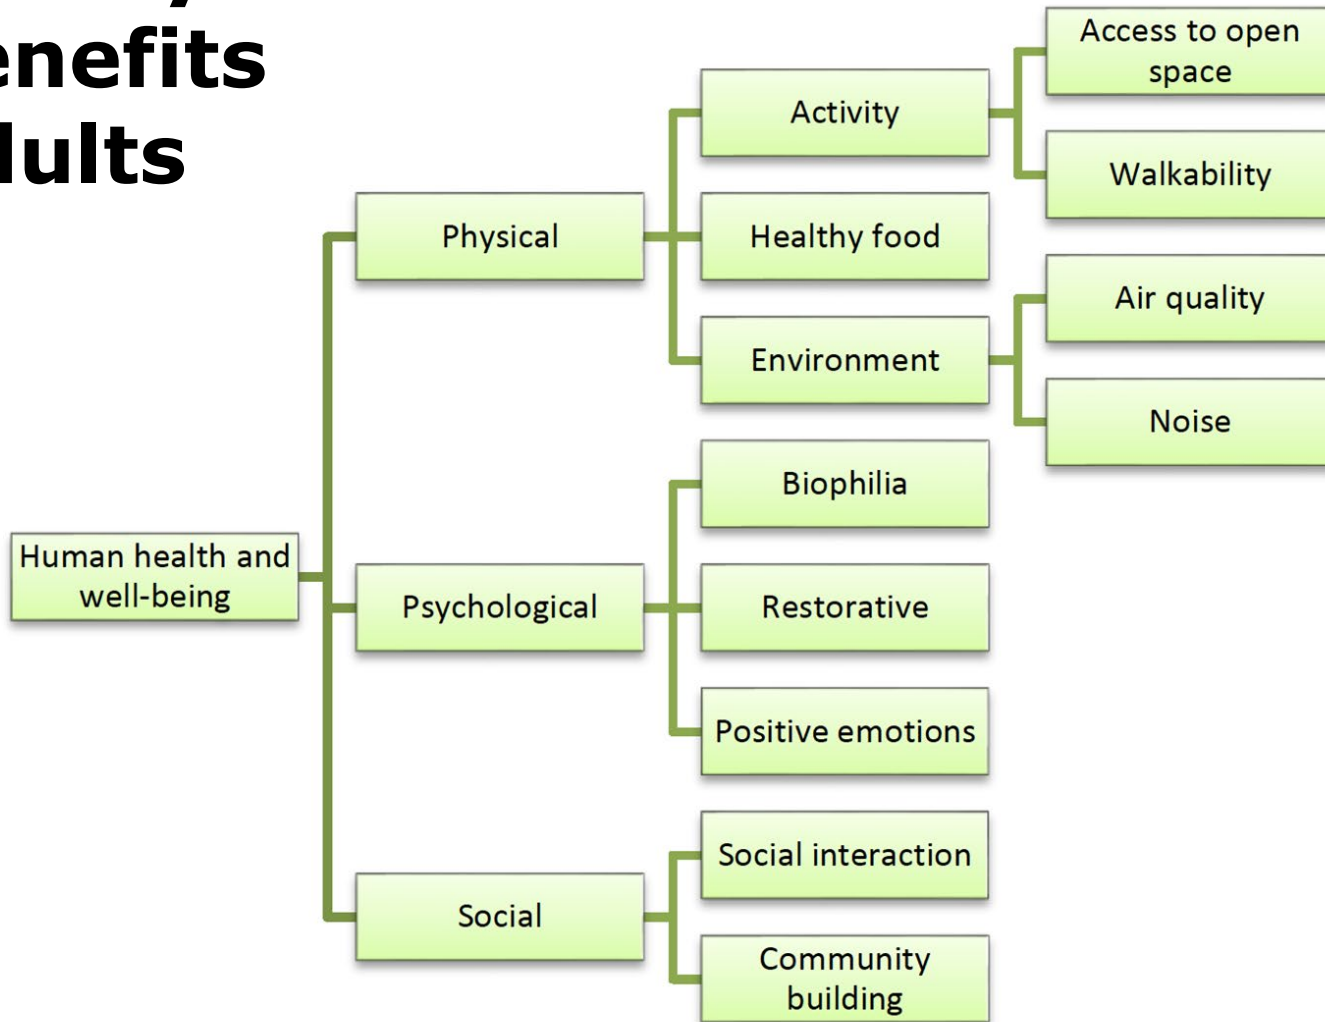 enefits
dults
Access to open
space
Activity
Walkability
Physical
Healthy food
Air quality
Environment
Noise
Biophilia
Human health and
well-being
Psychological
Restorative
Positive emotions
Social interaction
Social
Community
building